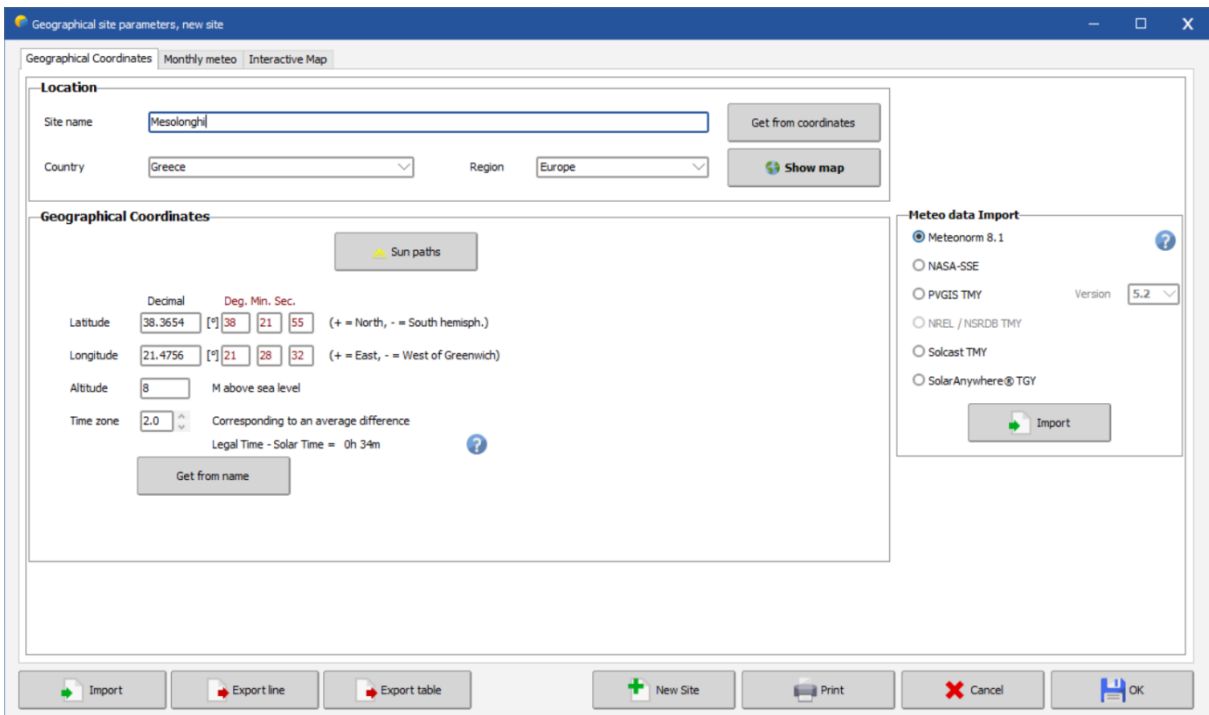 Geographical site parameters, new site
Geographical Coordinates Monthly meteo Interactive Map
Location
Site name Mesolonghi Get from coordinates
Country Greece Region Europe Show map
Geographical Coordinates
Sun paths
Decimal Deg. Min. Sec.
Latitude 38.3654 [°] 38 21 55 (+ = North, - = South hemisph.)
Longitude 21.4756 [°] 21 28 32 (+ = East, - = West of Greenwich)
Altitude 8 M above sea level
Time zone 2.0 Corresponding to an average difference
Legal Time - Solar Time = 0h 34m ?
Get from name
Meteo data Import
Meteonorm 8.1 ?
NASA-SSE
PVGIS TMY Version 5.2
NREL / NSRDB TMY
Solcast TMY
SolarAnywhere® TGY
Import
Import Export line Export table New Site Print Cancel OK